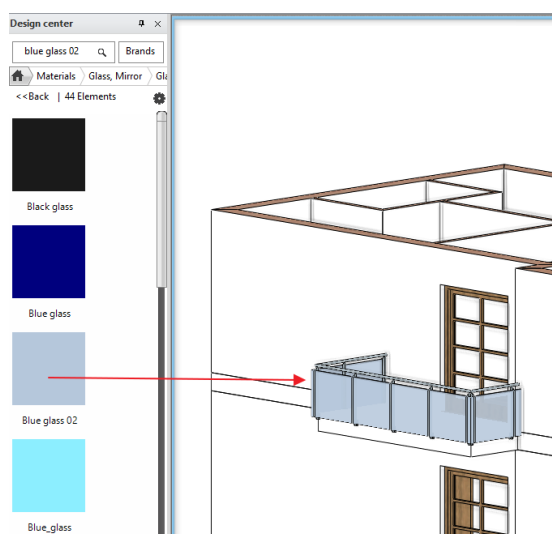 Design center
blue glass 02
Brands
Materials
Glass, Mirror
<<Back | 44 Elements
Black glass
Blue glass
Blue glass 02
Blue_glass